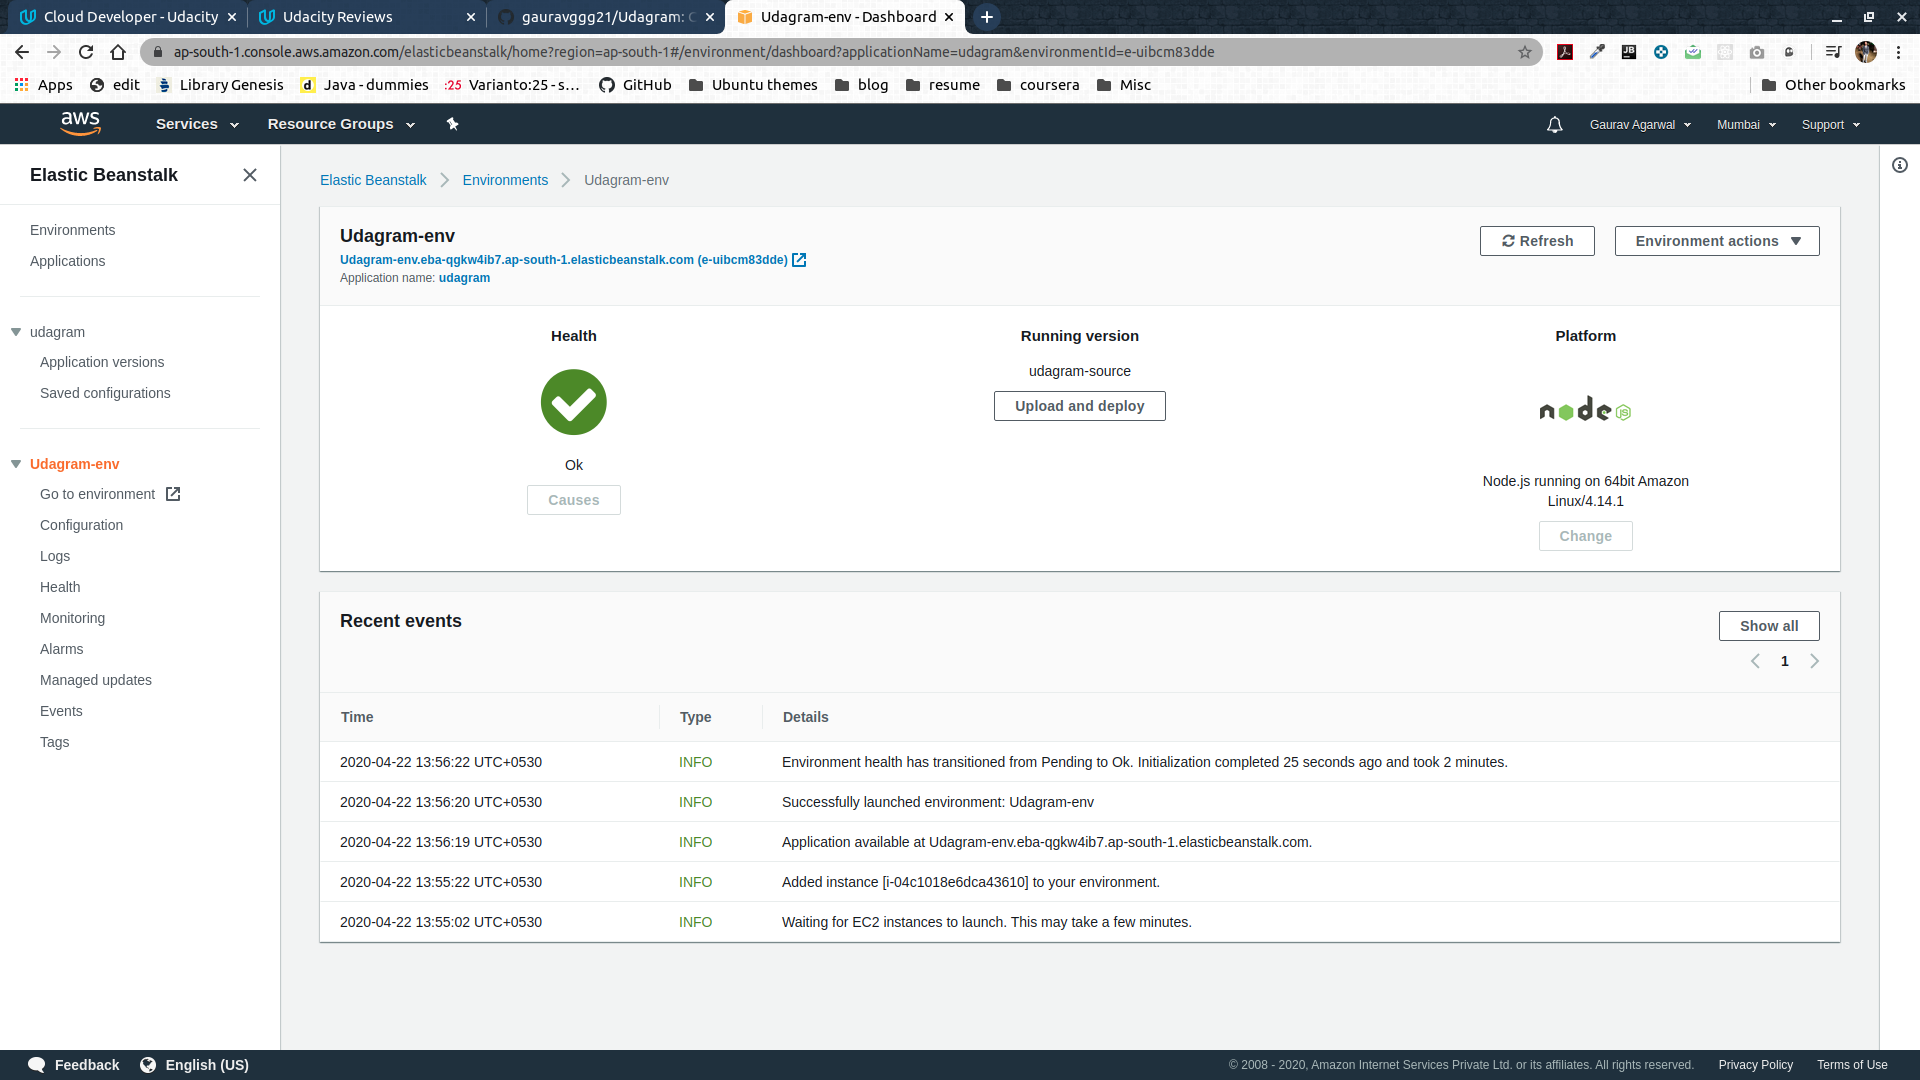 Cloud Developer - Udacity
Udacity Reviews
gauravggg21/Udagram:
Udagram-env - Dashboard
ap-south-1.console.aws.amazon.com/elasticbeanstalk/home?region=ap-south-1#/environment/dashboard?applicationName=udagram&environmentId=e-uibcm83dde
Apps
edit
Library Genesis
d
Java - dummies
:25
Varianto:25 - s...
GitHub
Ubuntu themes
blog
resume
coursera
Misc
Other bookmarks
aws
Services
Resource Groups
Gaurav Agarwal
Mumbai
Support
Elastic Beanstalk
Environments
Applications
udagram
Application versions
Saved configurations
Udagram-env
Go to environment
Configuration
Logs
Health
Monitoring
Alarms
Managed updates
Events
Tags
Elastic Beanstalk
Environments
Udagram-env
Udagram-env
Udagram-env.eba-qgkw4ib7.ap-south-1.elasticbeanstalk.com (e-uibcm83dde)
Application name: udagram
Refresh
Environment actions
Health
Ok
Causes
Running version
udagram-source
Upload and deploy
Platform
node JS
Node.js running on 64bit Amazon
Linux/4.14.1
Change
Recent events
Show all
1
Time
Type
Details
2020-04-22 13:56:22 UTC+0530 INFO Environment health has transitioned from Pending to Ok. Initialization completed 25 seconds ago and took 2 minutes.
2020-04-22 13:56:20 UTC+0530 INFO Successfully launched environment: Udagram-env
2020-04-22 13:56:19 UTC+0530 INFO Application available at Udagram-env.eba-qgkw4ib7.ap-south-1.elasticbeanstalk.com.
2020-04-22 13:55:22 UTC+0530 INFO Added instance [i-04c1018e6dca43610] to your environment.
2020-04-22 13:55:02 UTC+0530 INFO Waiting for EC2 instances to launch. This may take a few minutes.
Feedback
English (US)
© 2008 - 2020, Amazon Internet Services Private Ltd. or its affiliates. All rights reserved.
Privacy Policy
Terms of Use